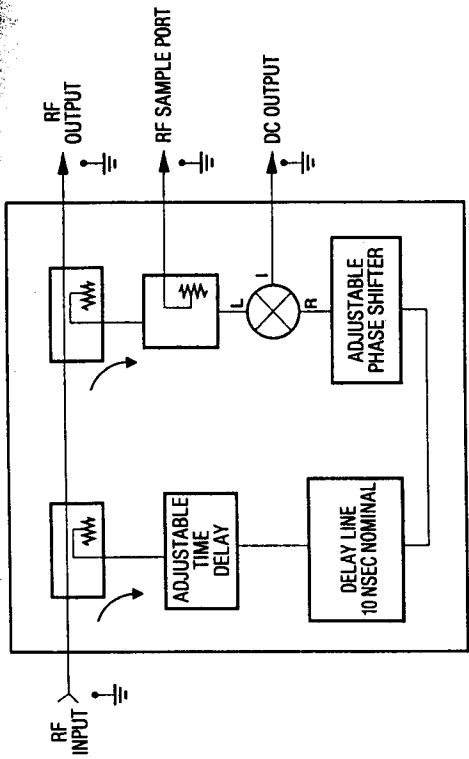 RF
INPUT
RF
OUTPUT
RF SAMPLE PORT
DC OUTPUT
L
I
R
ADJUSTABLE
TIME
DELAY
DELAY LINE
10 NSEC NOMINAL
ADJUSTABLE
PHASE SHIFTER